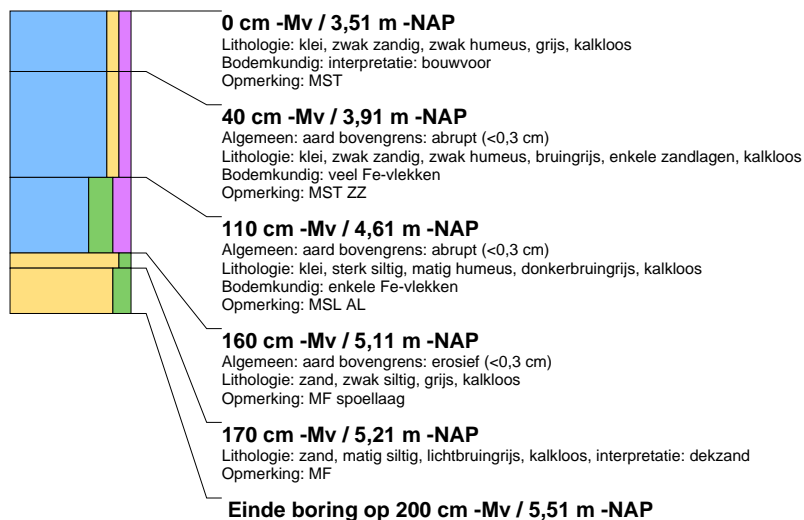 0 cm -Mv / 3,51 m -NAP
Lithologie: klei, zwak zandig, zwak humeus, grijs, kalkloos
Bodemkundig: interpretatie: bouwvoor
Opmerking: MST
40 cm -Mv / 3,91 m -NAP
Algemeen: aard bovengrens: abrupt (<0,3 cm)
Lithologie: klei, zwak zandig, zwak humeus, bruingrijs, enkele zandlagen, kalkloos
Bodemkundig: veel Fe-vlekken
Opmerking: MST ZZ
110 cm -Mv / 4,61 m -NAP
Algemeen: aard bovengrens: abrupt (<0,3 cm)
Lithologie: klei, sterk siltig, matig humeus, donkerbruingrijs, kalkloos
Bodemkundig: enkele Fe-vlekken
Opmerking: MSL AL
160 cm -Mv / 5,11 m -NAP
Algemeen: aard bovengrens: erosief (<0,3 cm)
Lithologie: zand, zwak siltig, grijs, kalkloos
Opmerking: MF spoellaag
170 cm -Mv / 5,21 m -NAP
Lithologie: zand, matig siltig, lichtbruingrijs, kalkloos, interpretatie: dekzand
Opmerking: MF
Einde boring op 200 cm -Mv / 5,51 m -NAP